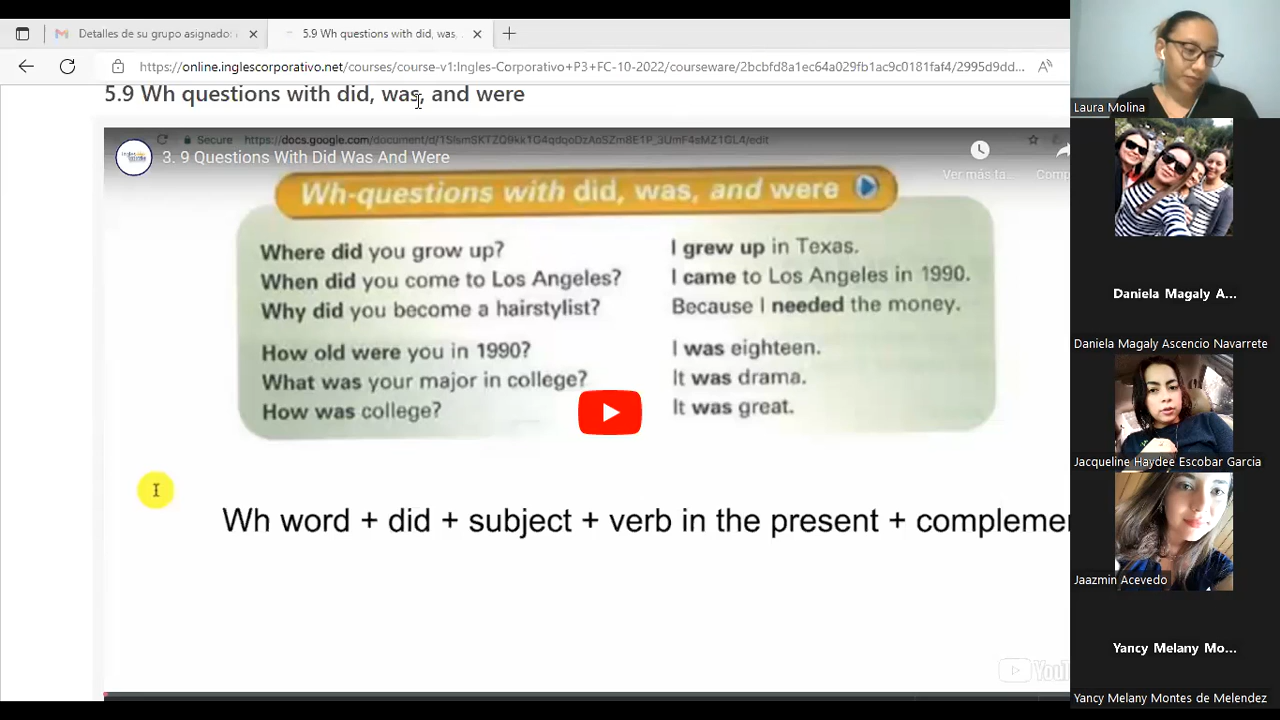 Detalles de su grupo asignado:
5.9 Wh questions with did, was,
https://online.inglescorporativo.net/courses/course-v1:Ingles-Corporativo+P3+FC-10-2022/courseware/2bcbfd8a1ec64a029fb1ac9c0181faf4/2995d9dd...
5.9 Wh questions with did, was, and were
Secure
3. 9 Questions With Did Was And Were
Ver más ta...
Wh-questions with did, was, and were
Where did you grow up? I grew up in Texas.
When did you come to Los Angeles? I came to Los Angeles in 1990.
Why did you become a hairstylist? Because I needed the money.
How old were you in 1990? I was eighteen.
What was your major in college? It was drama.
How was college? It was great.
Wh word + did + subject + verb in the present + complemen
Laura Molina
Daniela Magaly A...
Daniela Magaly Ascencio Navarrete
Jacqueline Haydee Escobar Garcia
Jaazmin Acevedo
Yancy Melany Mo...
Yancy Melany Montes de Melendez